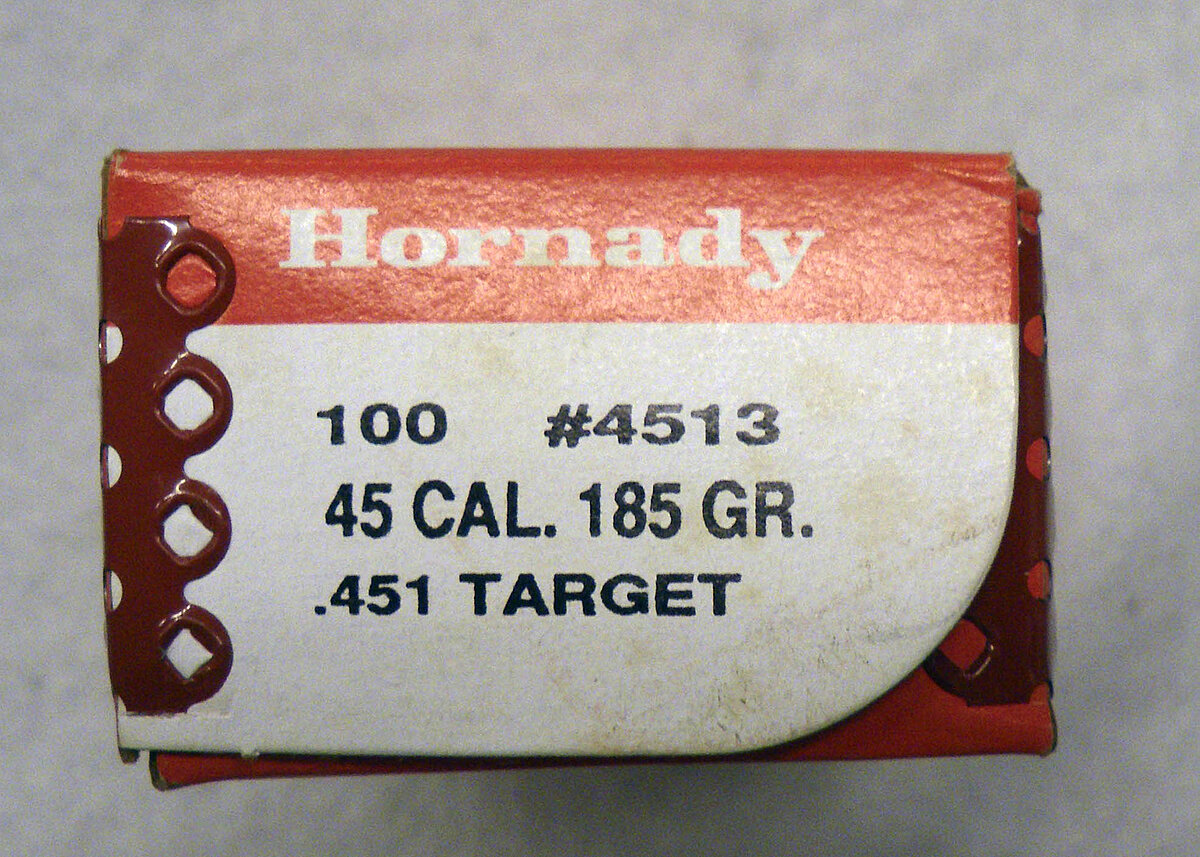 Hornady
100 #4513
45 CAL. 185 GR.
.451 TARGET